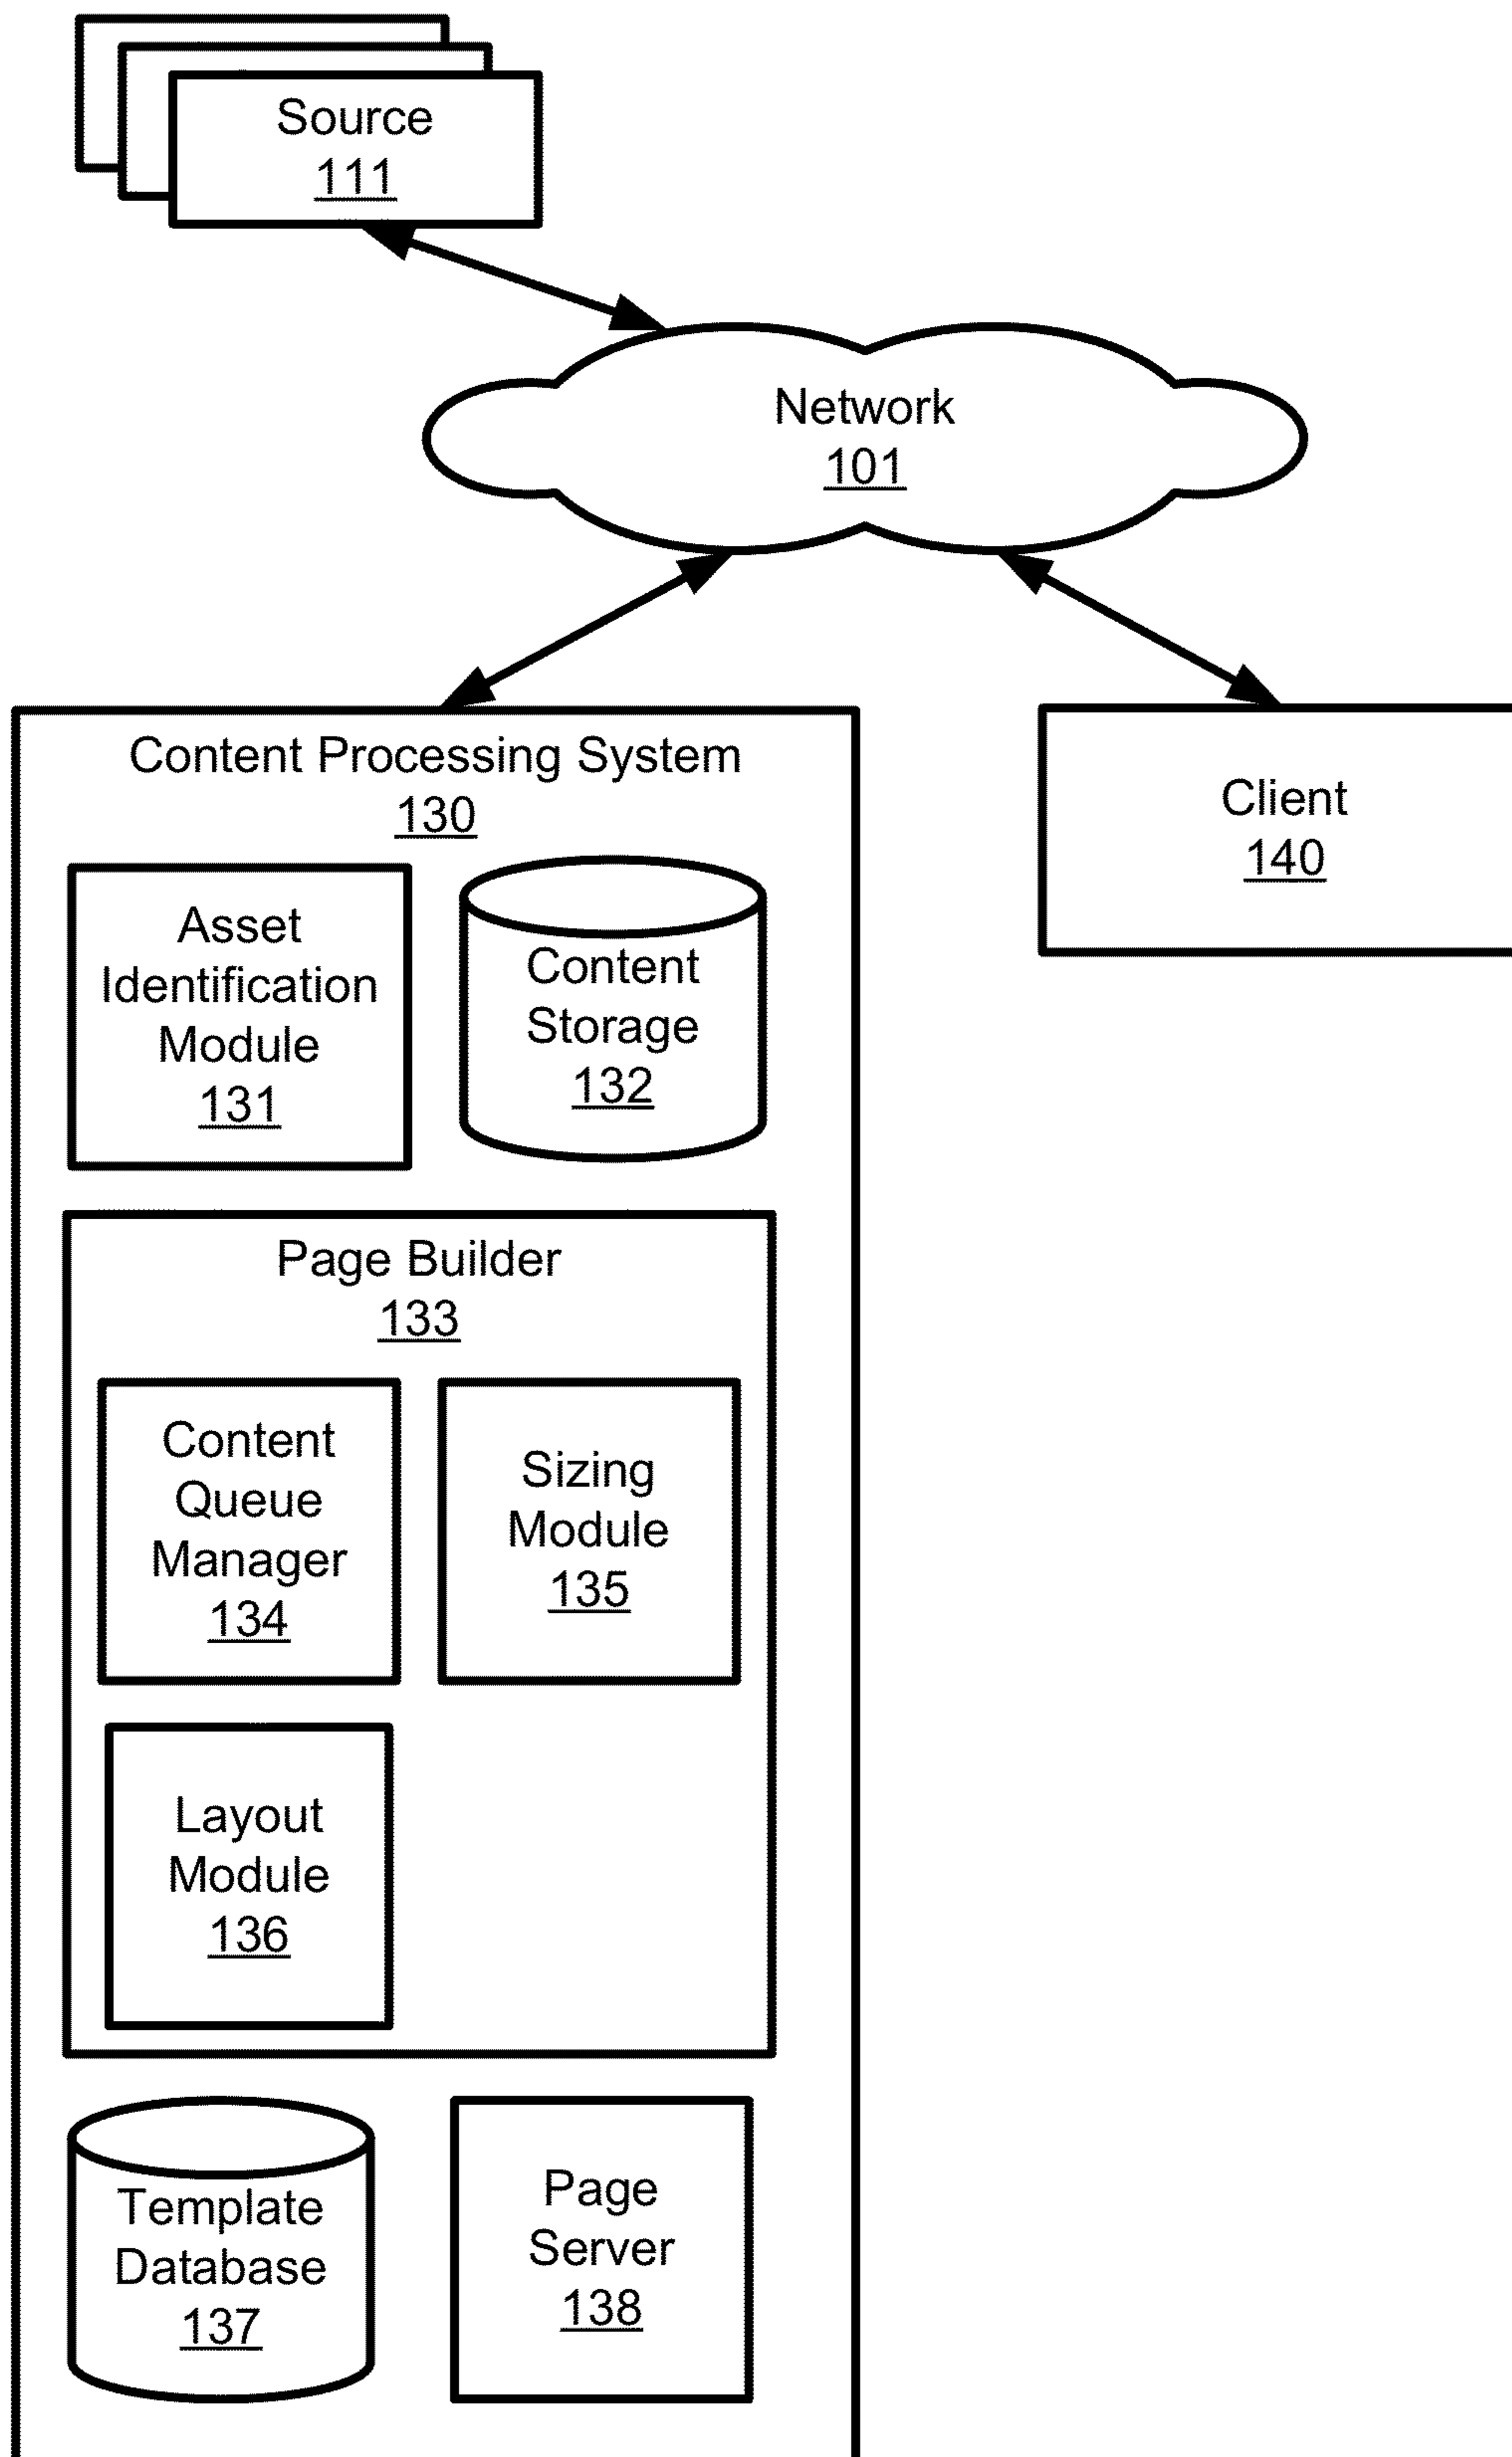 Source
111
Network
101
Content Processing System
130
Client
140
Asset
Identification
Module
131
Content
Storage
132
Page Builder
133
Content
Queue
Manager
134
Sizing
Module
135
Layout
Module
136
Template
Database
137
Page
Server
138